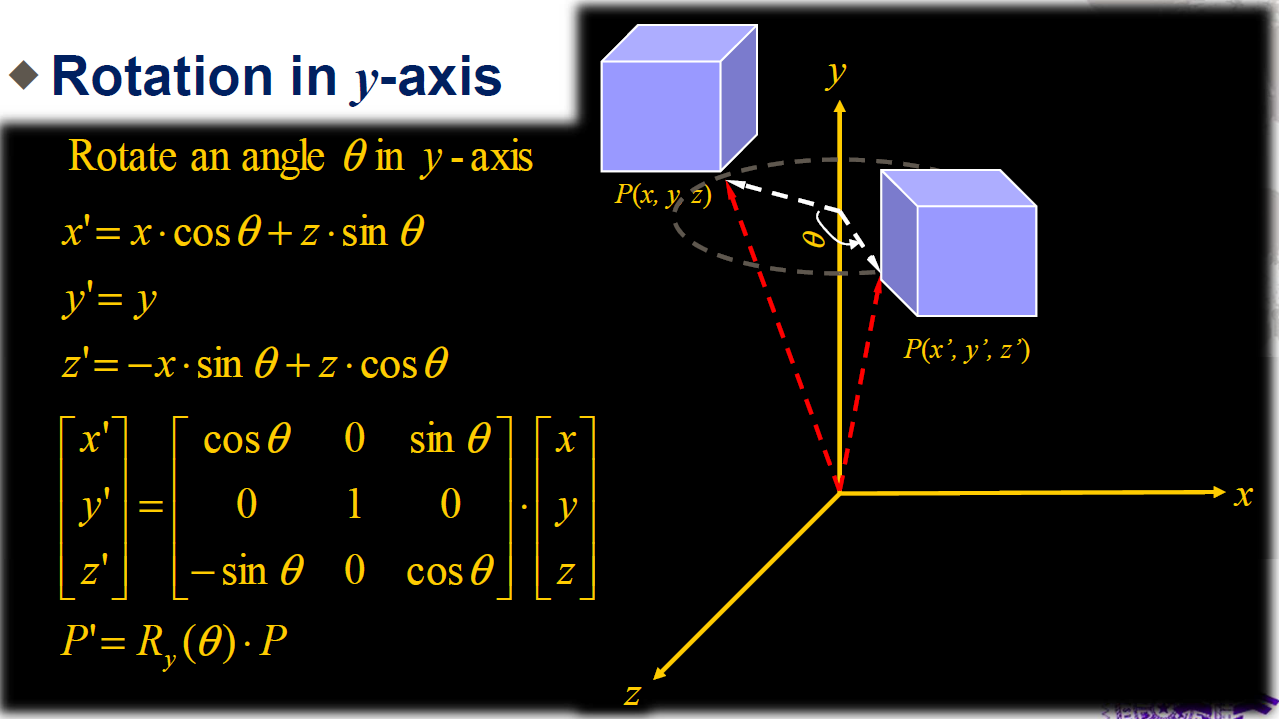 ◆ Rotation in y-axis
Rotate an angle θ in y - axis
x' = x · cos θ + z · sin θ
y' = y
z' = −x · sin θ + z · cos θ
[x'] [cos θ 0 sin θ] [x]
[y'] = [0 1 0] · [y]
[z'] [− sin θ 0 cos θ] [z]
P' = R_y (θ) · P
y
P(x, y, z)
θ
P(x’, y’, z’)
x
z